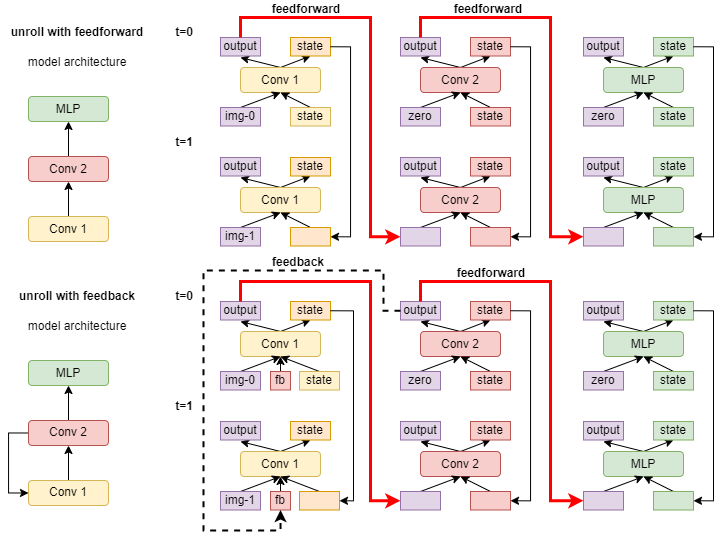 feedforward
feedforward
unroll with feedforward
t=0
output
state
output
state
output
state
model architecture
Conv 1
Conv 2
MLP
MLP
img-0
state
zero
state
zero
state
t=1
output
state
output
state
output
state
Conv 2
Conv 1
Conv 2
MLP
Conv 1
img-1
feedback
feedforward
unroll with feedback
t=0
output
state
output
state
output
state
model architecture
Conv 1
Conv 2
MLP
MLP
img-0
fb
state
zero
state
zero
state
t=1
output
state
output
state
output
state
Conv 2
Conv 1
Conv 2
MLP
Conv 1
img-1
fb